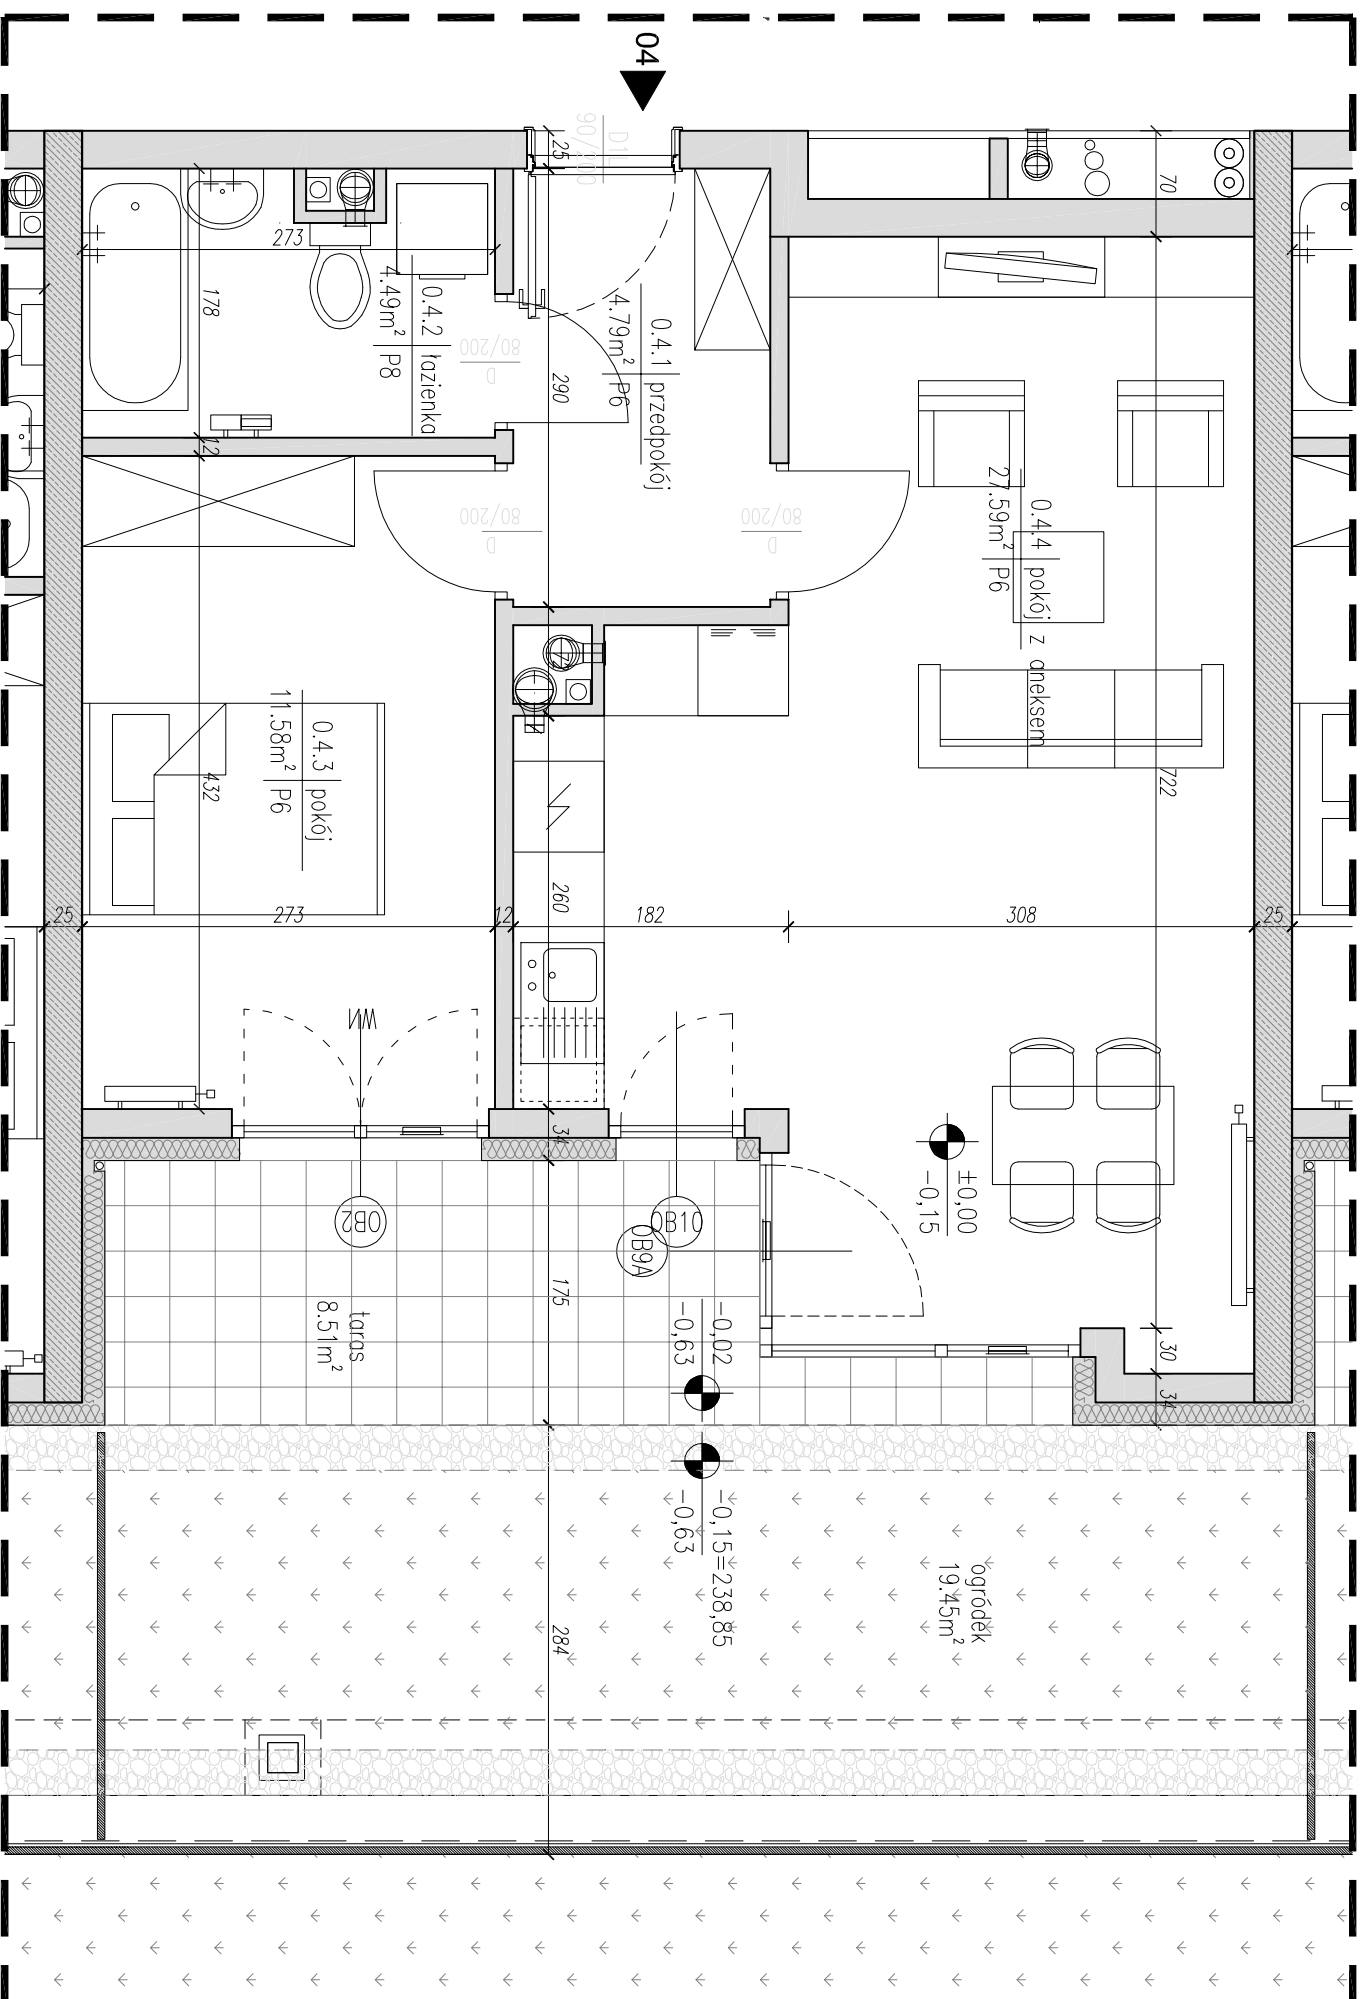 04
D1L
90/200
25
70
273
178
0.4.2 łazienka
4.49m² P8
80/200
D
290
0.4.1 przedpokój
4.79m² P6
12
80/200
D
80/200
D
0.4.4 pokój z aneksem
27.59m² P6
0.4.3 pokój
11.58m² P6
432
722
260
25
273
12
182
308
25
±0,00
-0,15
34
OB2
OB10
OB9A
175
taras
8.51m²
-0,02
-0,63
30
34
-0,15=238,85
-0,63
ogródek
19.45m²
284